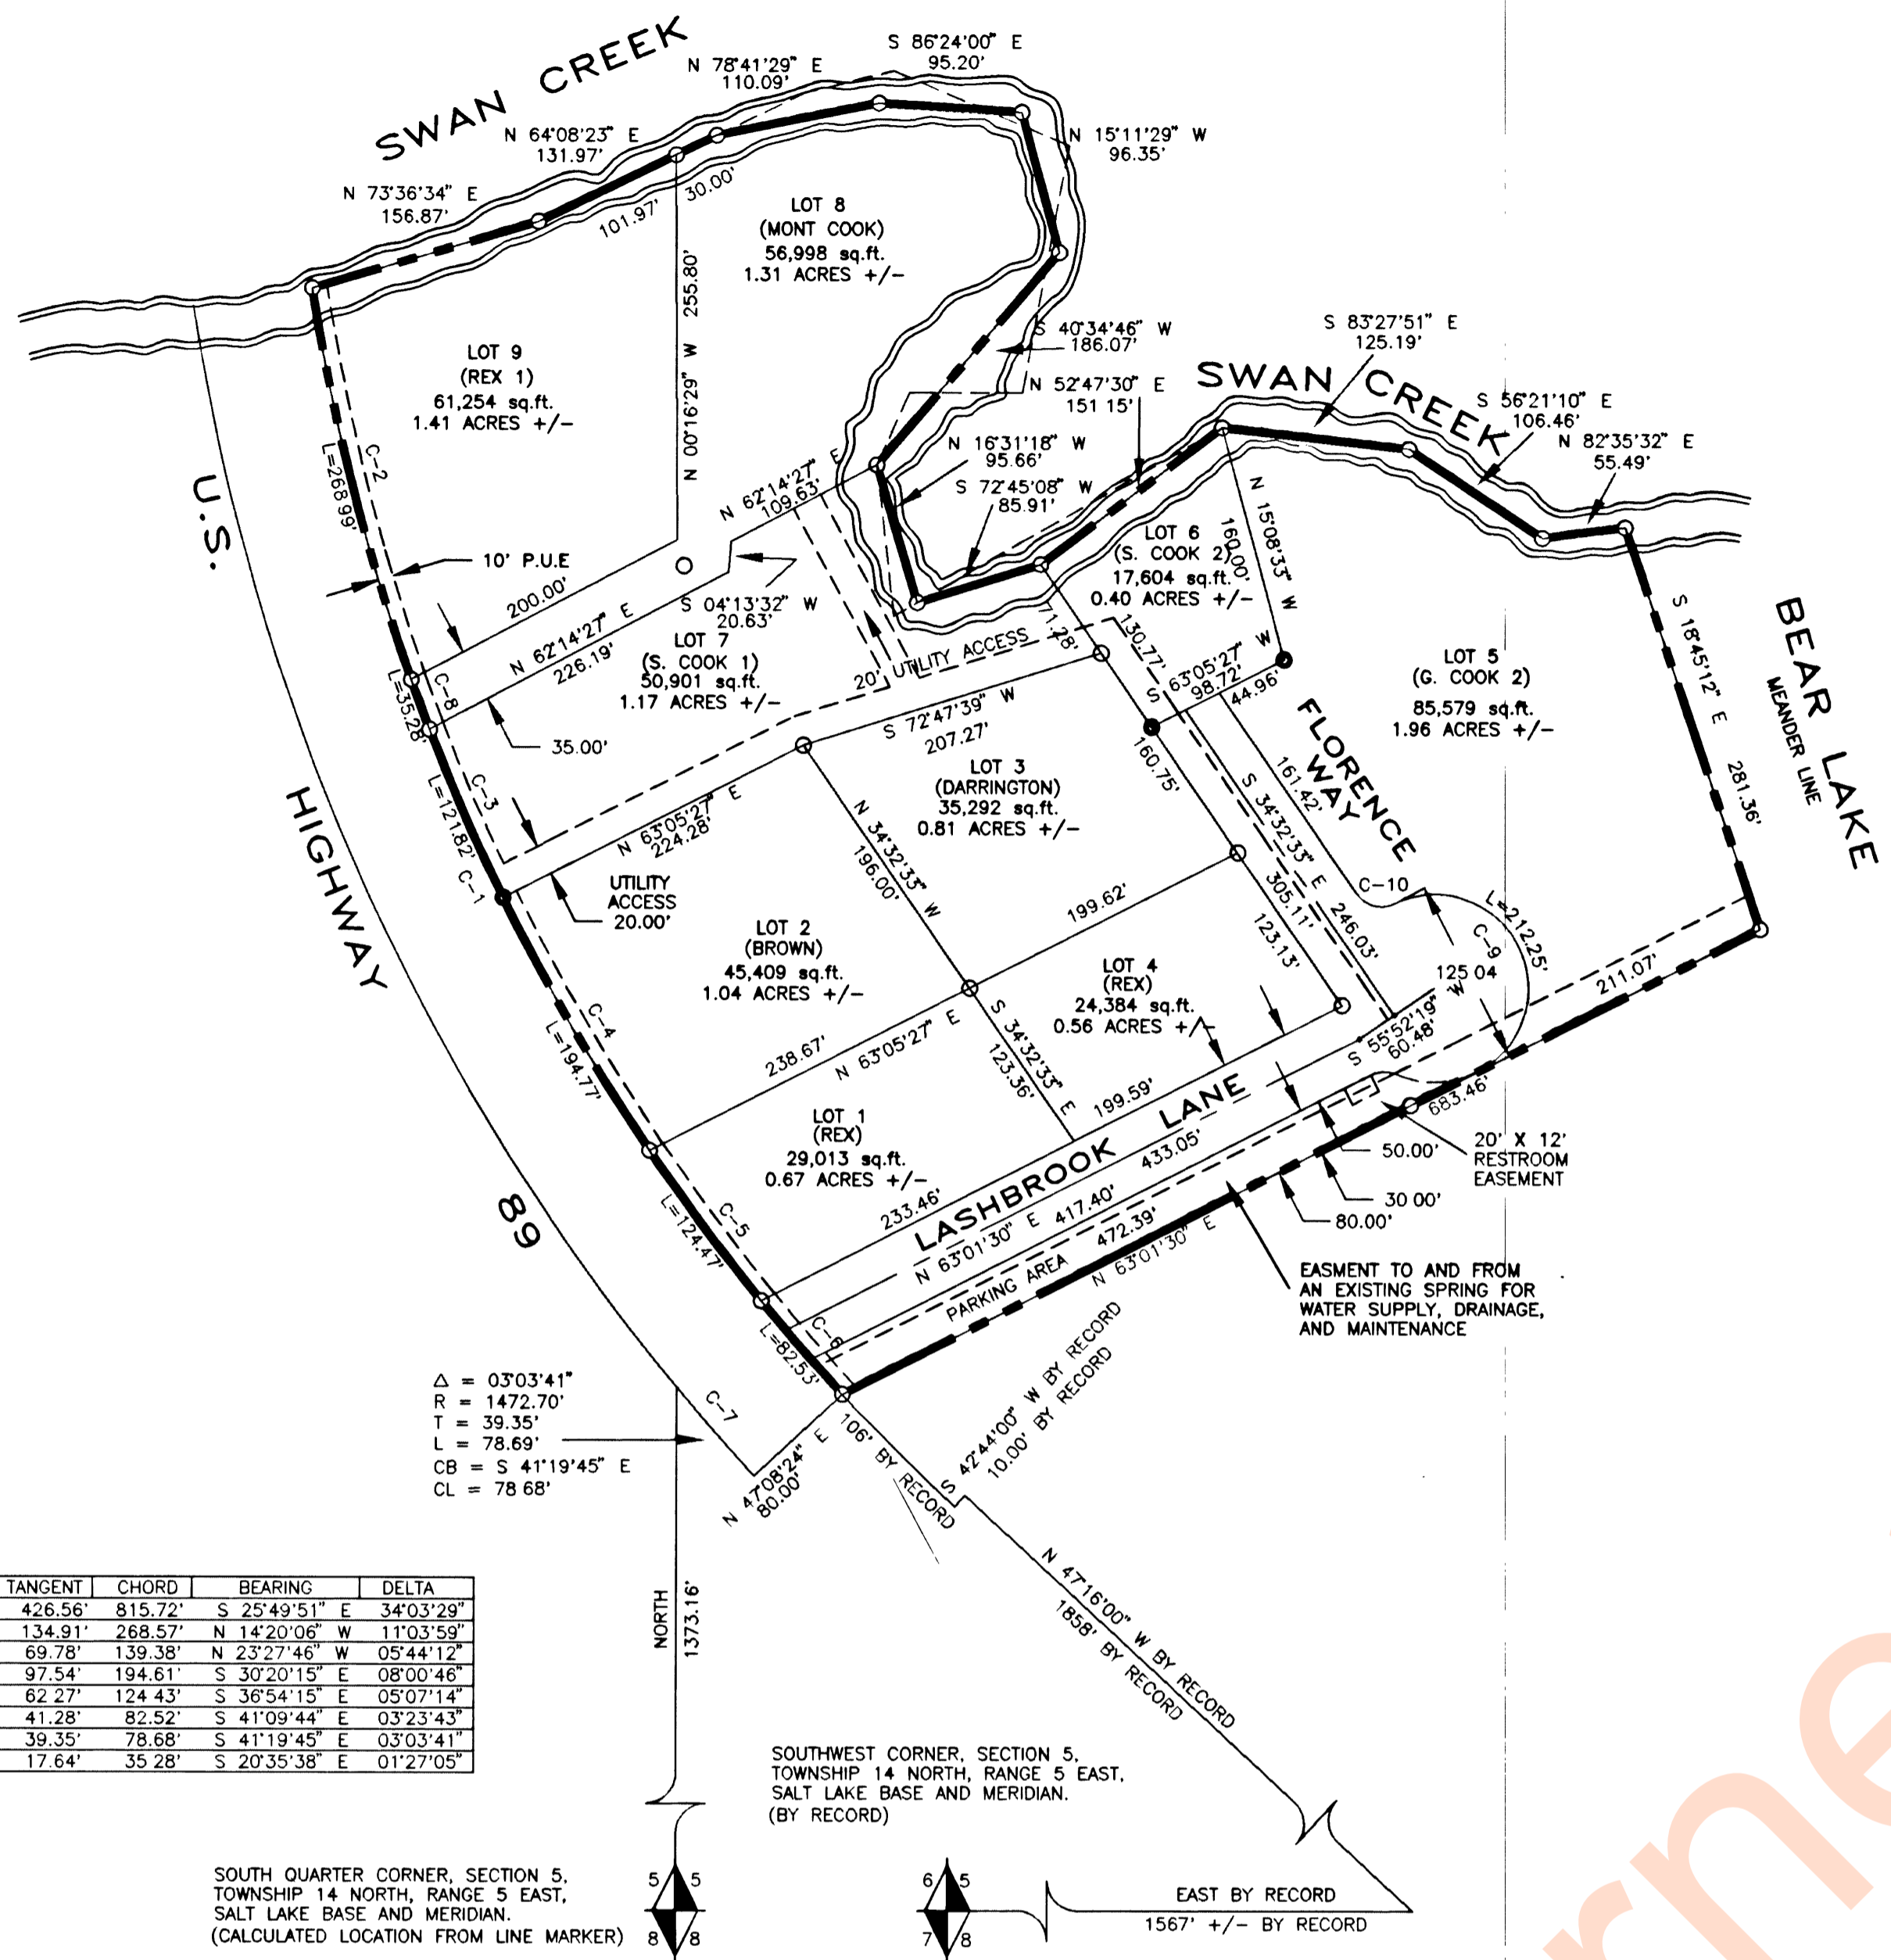 SWAN CREEK
N 73°36'34" E
156.87'
N 64°08'23" E
131.97'
N 78°41'29" E
110.09'
S 86°24'00" E
95.20'
N 15°11'29" W
96.35'
101.97'
30.00'
LOT 8
(MONT COOK)
56,998 sq.ft.
1.31 ACRES +/-
N 00°16'29" W 255.80'
LOT 9
(REX 1)
61,254 sq.ft.
1.41 ACRES +/-
S 40°34'46" W
186.07'
N 52°47'30" E
151 15'
SWAN CREEK
S 83°27'51" E
125.19'
S 56°21'10" E
106.46'
N 82°35'32" E
55.49'
N 16°31'18" W
95.66'
S 72°45'08" W
85.91'
C-2
L=268.99'
U.S.
HIGHWAY
89
10' P.U.E
200.00'
N 62°14'27" E
109.63'
N 62°14'27" E
226.19'
S 04°13'32" W
20.63'
LOT 7
(S. COOK 1)
50,901 sq.ft.
1.17 ACRES +/-
LOT 6
(S. COOK 2)
17,604 sq.ft.
0.40 ACRES +/-
N 15°08'33" W
160.00'
71.28'
130.77'
20' UTILITY ACCESS
S 63°05'27" W
98.72'
44.96'
LOT 5
(G. COOK 2)
85,579 sq.ft.
1.96 ACRES +/-
S 18°45'12" E 281.36'
BEAR LAKE
MEANDER LINE
C-8
L=35.28'
35.00'
C-3
L=121.82'
C-1
S 72°47'39" W
207.27'
N 63°05'27" E
224.28'
UTILITY
ACCESS
20.00'
LOT 3
(DARRINGTON)
35,292 sq.ft.
0.81 ACRES +/-
N 34°32'33" W
196.00'
160.75'
161.42'
FLORENCE
WAY
S 34°32'33" E 246.03'
305.11'
C-10
L=212.25'
C-9
125 04
211.07'
LOT 2
(BROWN)
45,409 sq.ft.
1.04 ACRES +/-
199.62'
123.13'
LOT 4
(REX)
24,384 sq.ft.
0.56 ACRES +/-
C-4
L=194.77'
238.67'
N 63°05'27" E
S 34°32'33" E
123.36'
S 55°52'19" W
60.48'
199.59'
LOT 1
(REX)
29,013 sq.ft.
0.67 ACRES +/-
C-5
L=124.47'
233.46'
LASHBROOK LANE
433.05'
N 63°01'30" E 417.40'
PARKING AREA 472.39'
N 63°01'30" E
683.46'
20' X 12'
RESTROOM
EASEMENT
50.00'
30 00'
80.00'
EASMENT TO AND FROM
AN EXISTING SPRING FOR
WATER SUPPLY, DRAINAGE,
AND MAINTENANCE
C-6
L=82.53'
C-7
Δ = 03°03'41"
R = 1472.70'
T = 39.35'
L = 78.69'
CB = S 41°19'45" E
CL = 78 68'
N 47°08'24" E
80.00'
106' BY RECORD
S 42°44'00" W BY RECORD
10.00' BY RECORD
N 47°16'00" W BY RECORD
1858' BY RECORD
NORTH
1373.16'
TANGENT CHORD BEARING DELTA
426.56' 815.72' S 25°49'51" E 34°03'29"
134.91' 268.57' N 14°20'06" W 11°03'59"
69.78' 139.38' N 23°27'46" W 05°44'12"
97.54' 194.61' S 30°20'15" E 08°00'46"
62 27' 124 43' S 36°54'15" E 05°07'14"
41.28' 82.52' S 41°09'44" E 03°23'43"
39.35' 78.68' S 41°19'45" E 03°03'41"
17.64' 35 28' S 20°35'38" E 01°27'05"
SOUTHWEST CORNER, SECTION 5,
TOWNSHIP 14 NORTH, RANGE 5 EAST,
SALT LAKE BASE AND MERIDIAN.
(BY RECORD)
SOUTH QUARTER CORNER, SECTION 5,
TOWNSHIP 14 NORTH, RANGE 5 EAST,
SALT LAKE BASE AND MERIDIAN.
(CALCULATED LOCATION FROM LINE MARKER)
5 5
8 8
6 5
7 8
EAST BY RECORD
1567' +/- BY RECORD